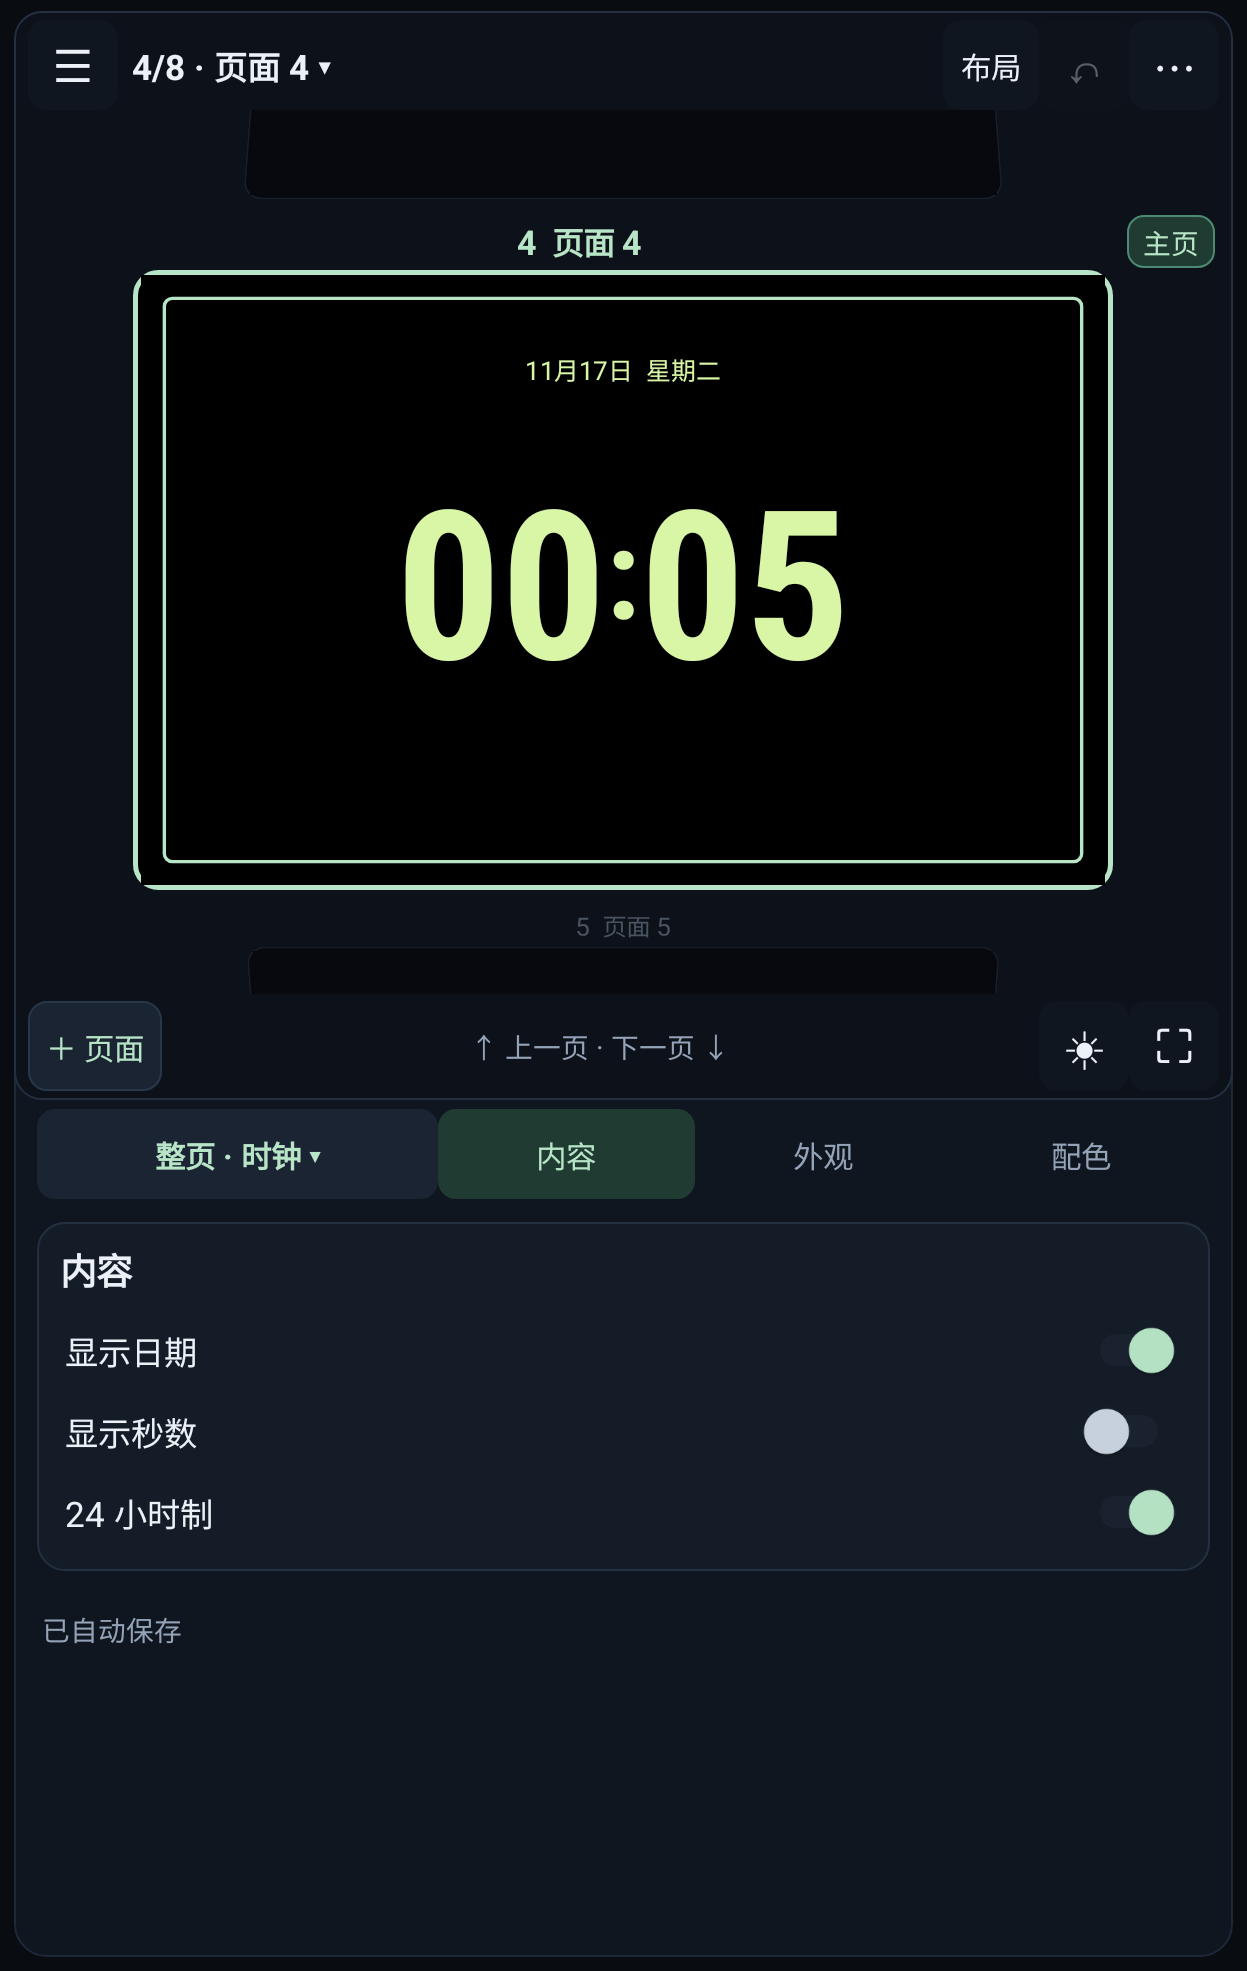 ☰ 4/8 · 页面 4 ▾ 布局 ···
4 页面 4 主页
11月17日 星期二
00:05
5 页面 5
＋ 页面 ↑ 上一页 · 下一页 ↓
整页 · 时钟 ▾ 内容 外观 配色
内容
显示日期
显示秒数
24 小时制
已自动保存